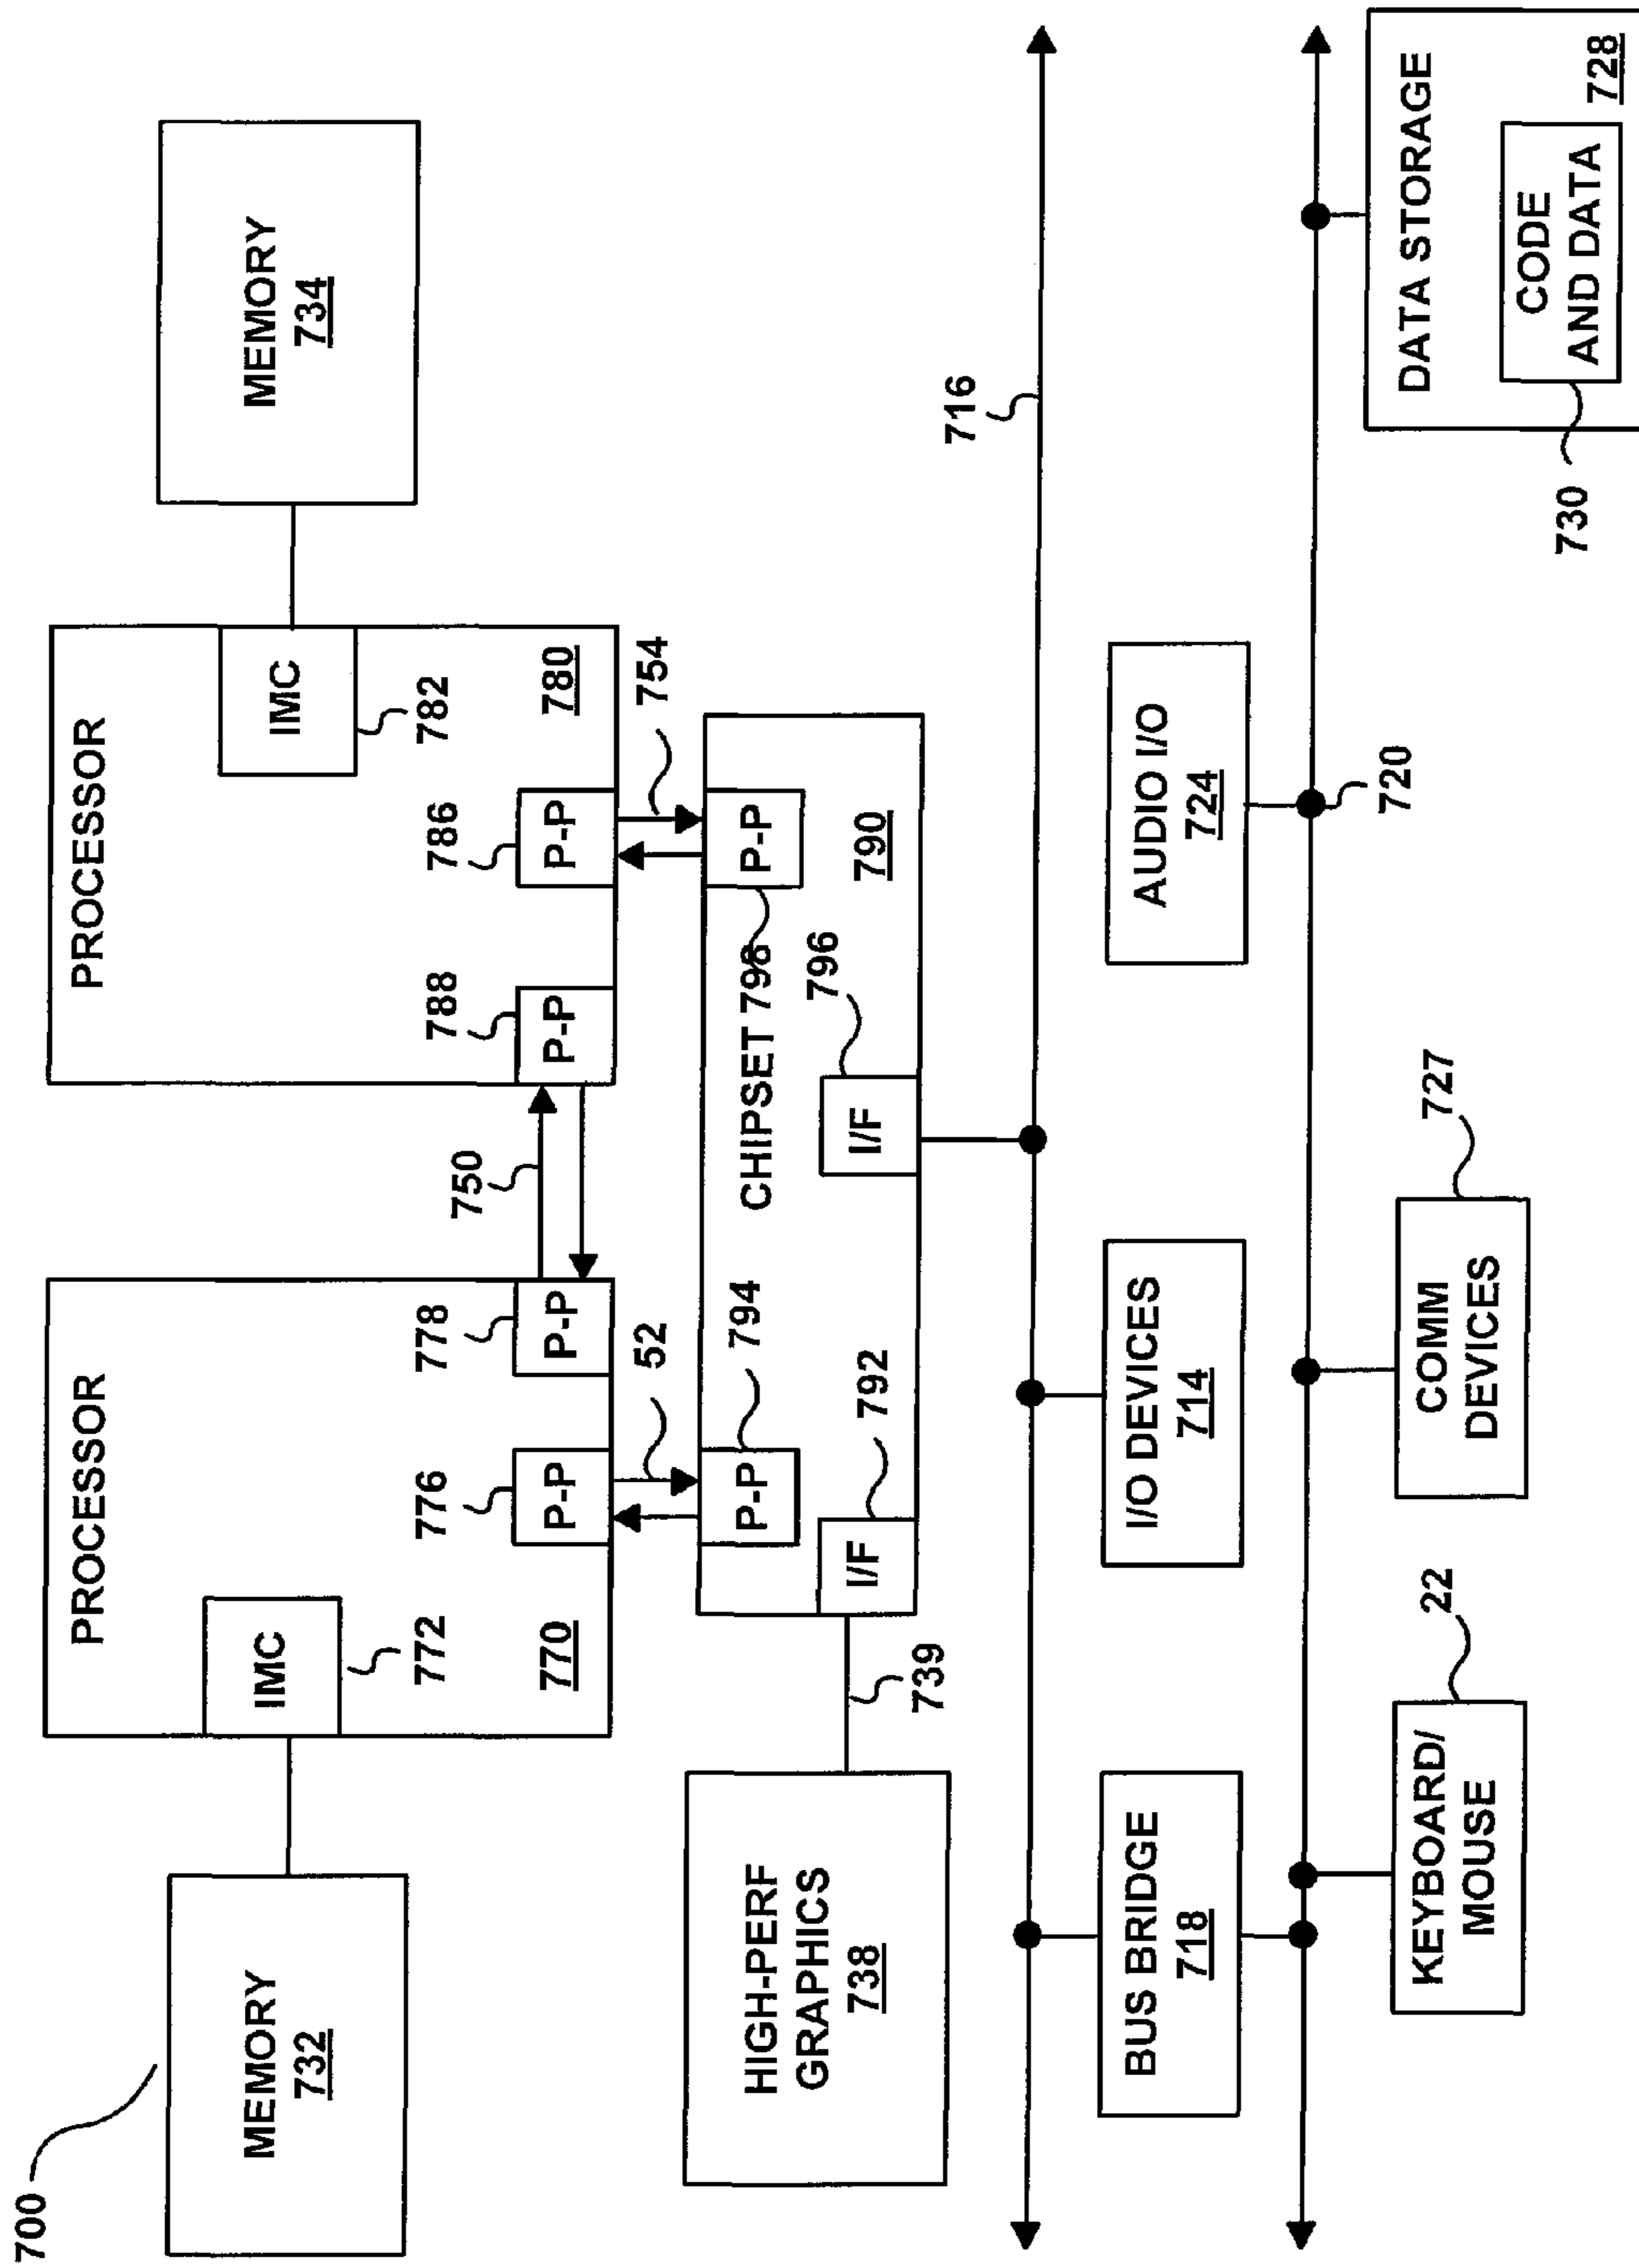 700
MEMORY
732
PROCESSOR
IMC
772
770
776
P-P
778
P-P
750
PROCESSOR
788
P-P
786
P-P
IMC
782
780
MEMORY
734
52
754
HIGH-PERF
GRAPHICS
738
739
P-P
794
I/F
792
CHIPSET 798
P-P
790
I/F
796
716
BUS BRIDGE
718
I/O DEVICES
714
AUDIO I/O
724
720
KEYBOARD/
MOUSE
22
COMM
DEVICES
727
DATA STORAGE
728
CODE
AND DATA
730